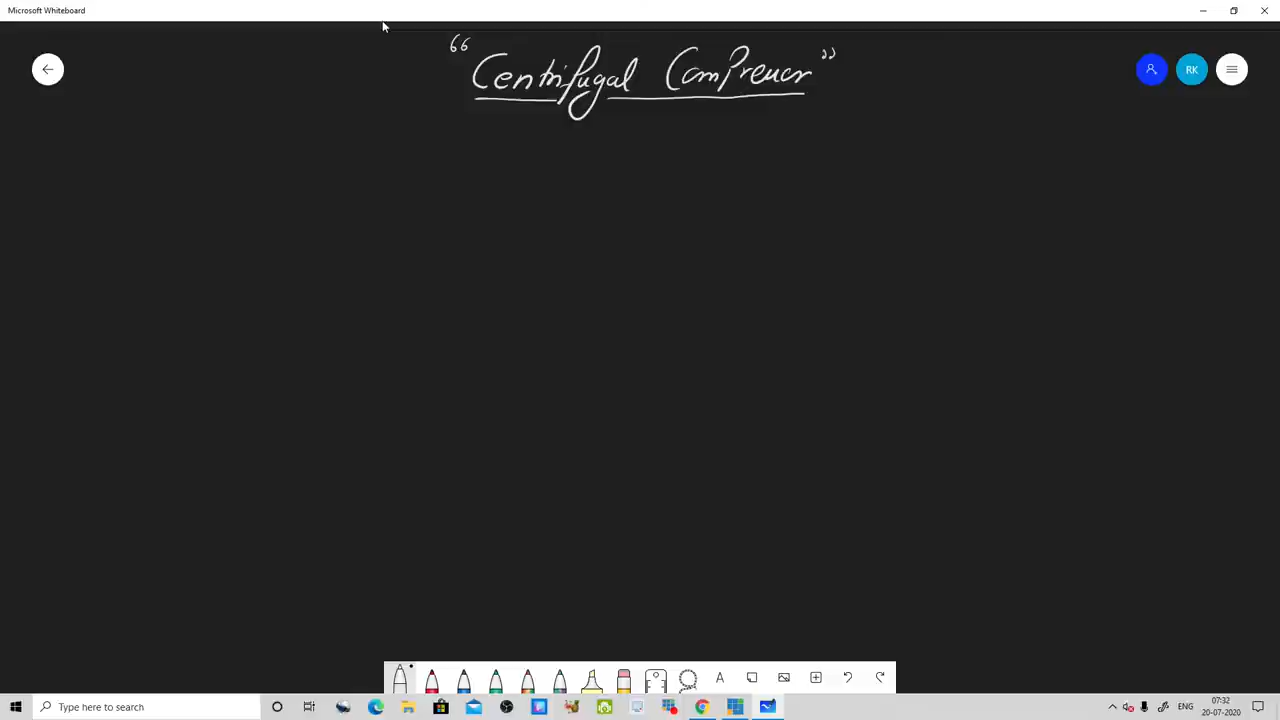 Microsoft Whiteboard
“Centrifugal Compressor”
RK
A
Type here to search
ENG
07:32
20-07-2020